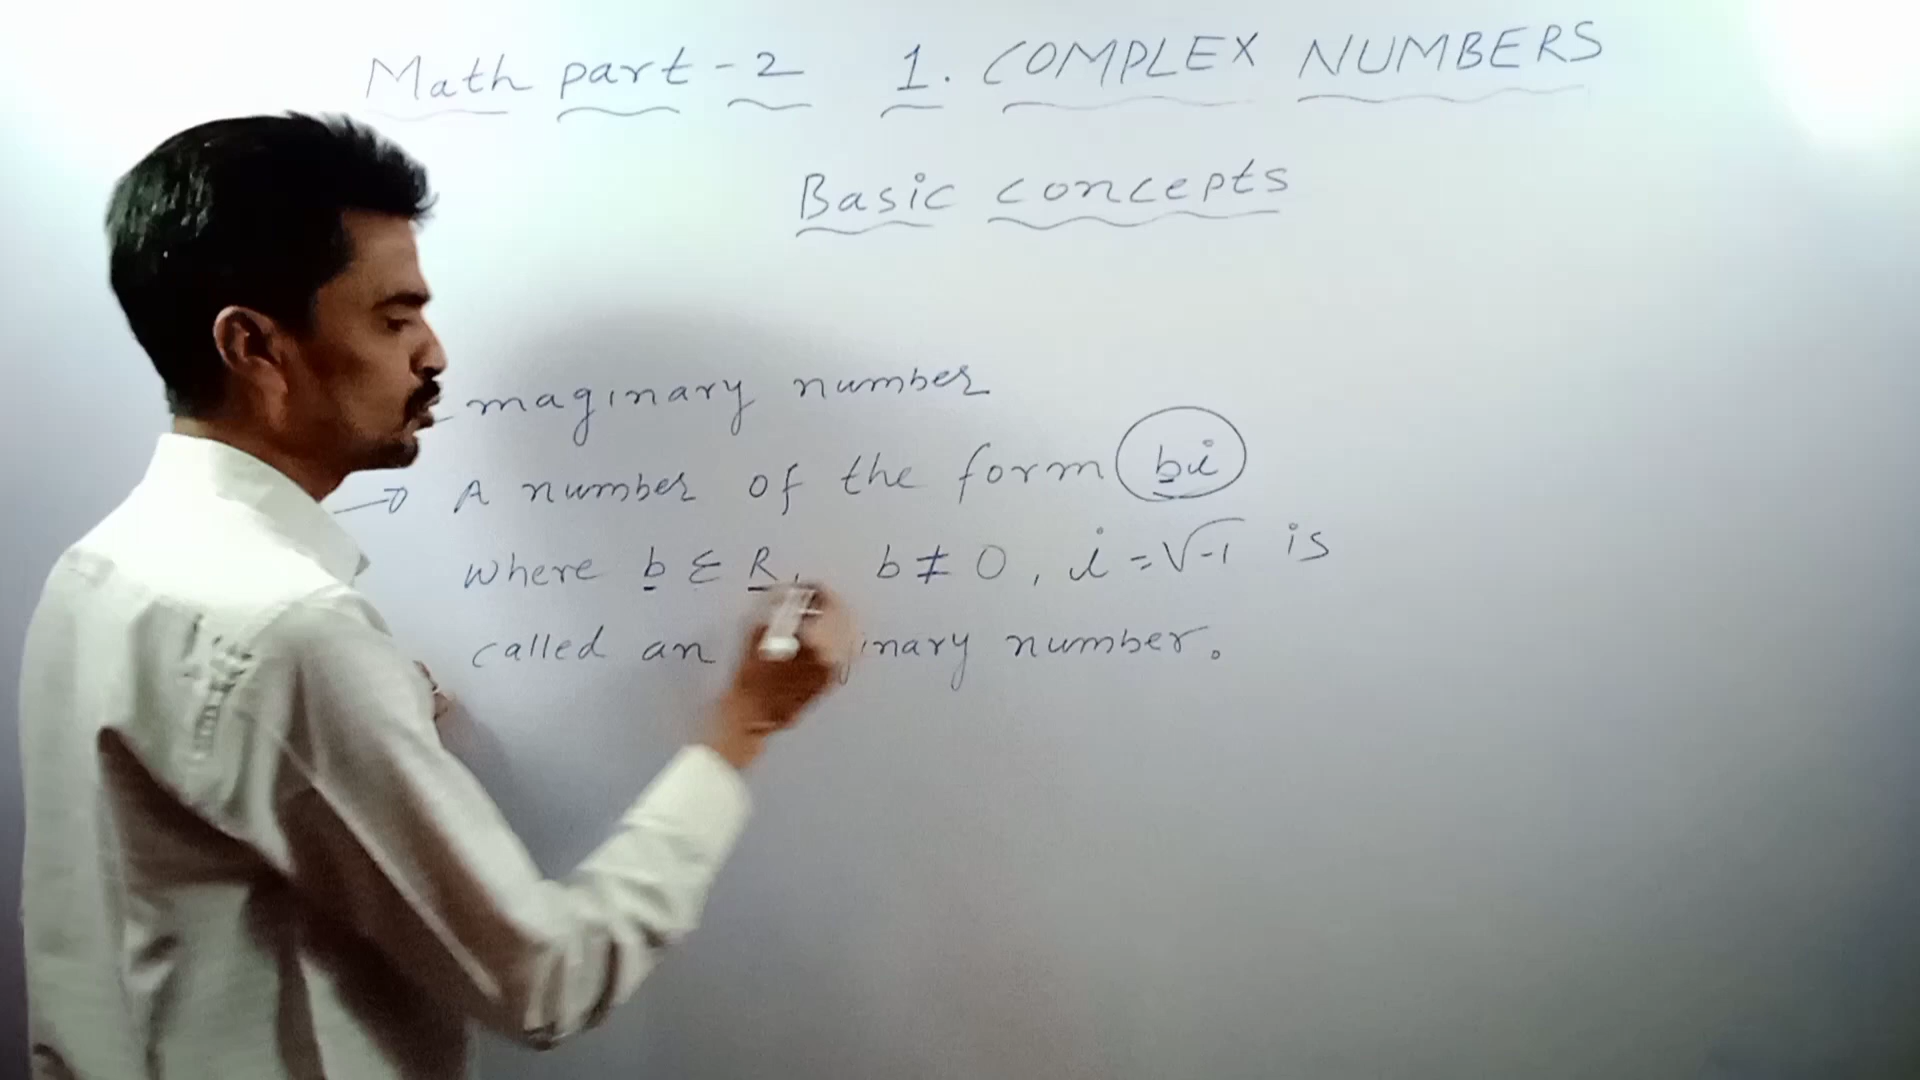 Math part - 2 1. COMPLEX NUMBERS
Basic concepts
maginary number
→ A number of the form bi
where b ∈ R, b ≠ 0, i = √-1 is
called an inary number.